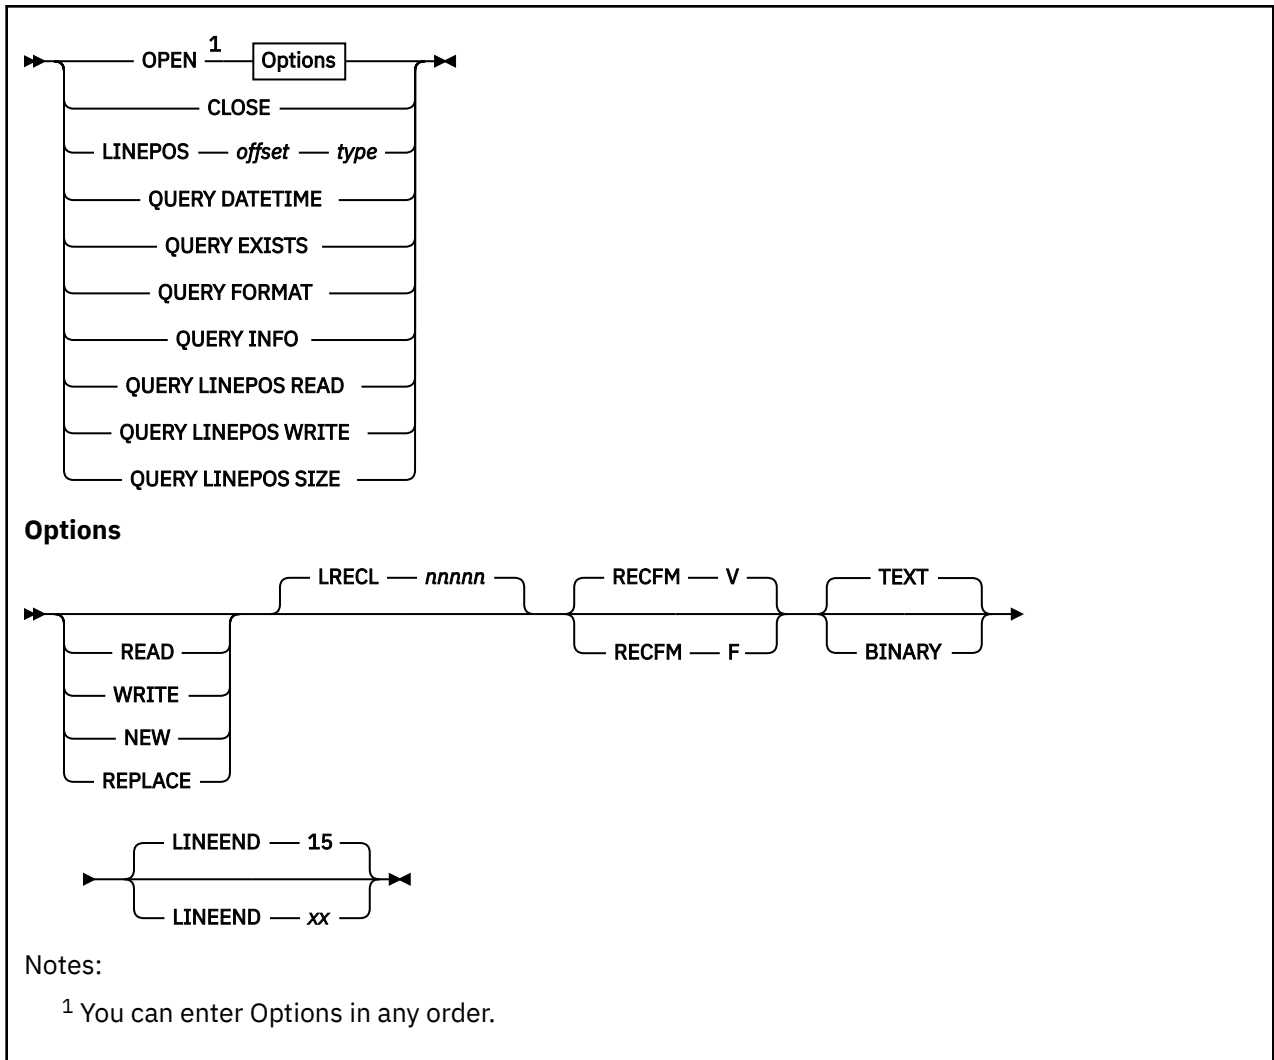 OPEN 1 Options
CLOSE
LINEPOS offset type
QUERY DATETIME
QUERY EXISTS
QUERY FORMAT
QUERY INFO
QUERY LINEPOS READ
QUERY LINEPOS WRITE
QUERY LINEPOS SIZE
Options
LRECL nnnnn RECFM V TEXT
READ RECFM F BINARY
WRITE
NEW
REPLACE
LINEEND 15
LINEEND xx
Notes:
1 You can enter Options in any order.